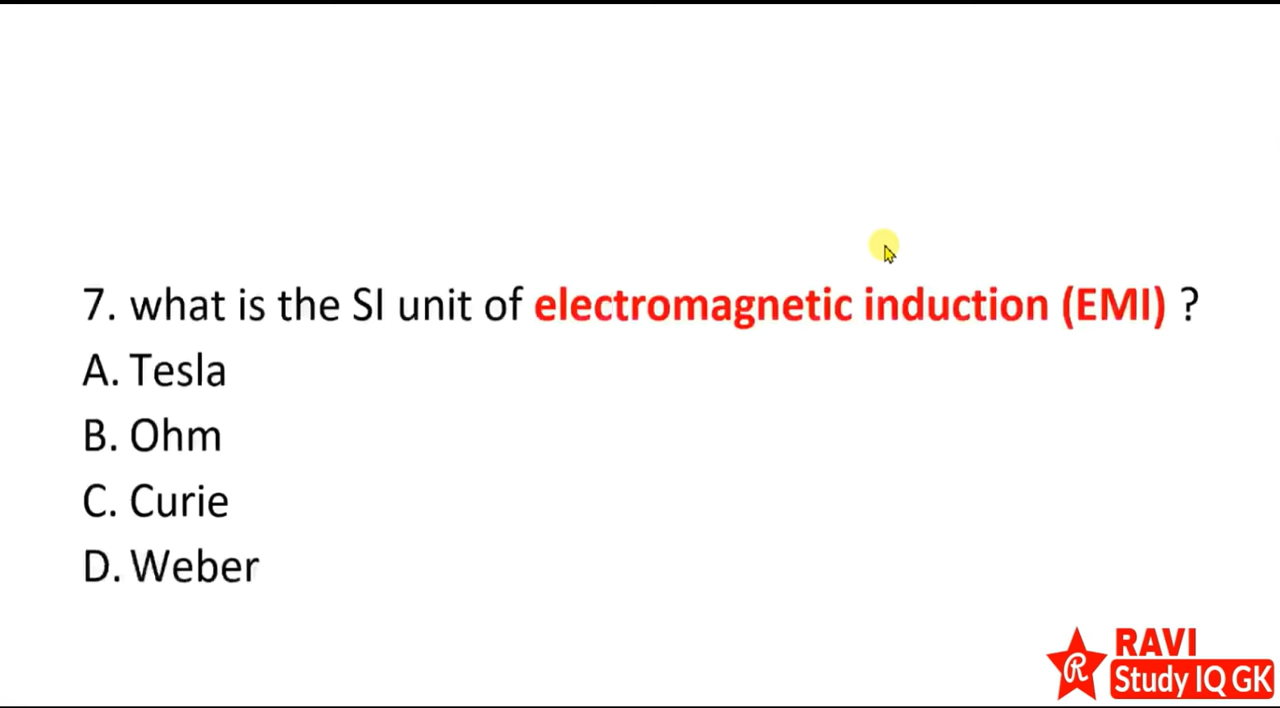 7. what is the SI unit of electromagnetic induction (EMI) ?
A. Tesla
B. Ohm
C. Curie
D. Weber
R
RAVI
Study IQ GK